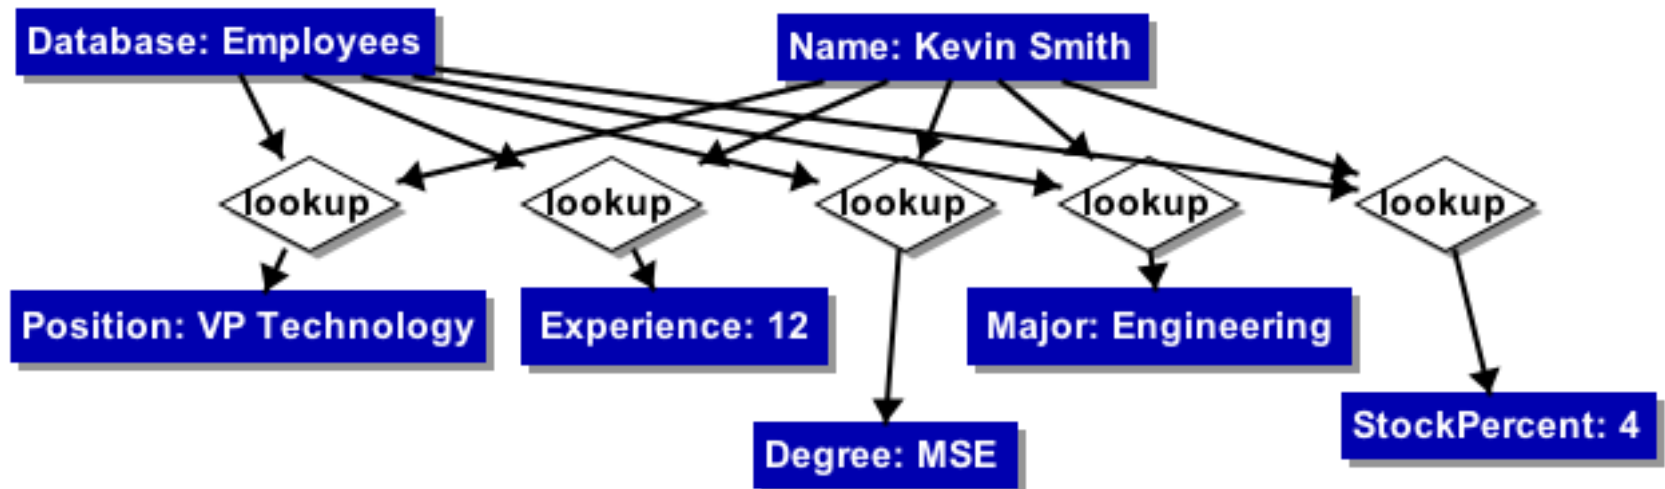 Database: Employees
Name: Kevin Smith
lookup
lookup
lookup
lookup
lookup
Position: VP Technology
Experience: 12
Major: Engineering
StockPercent: 4
Degree: MSE